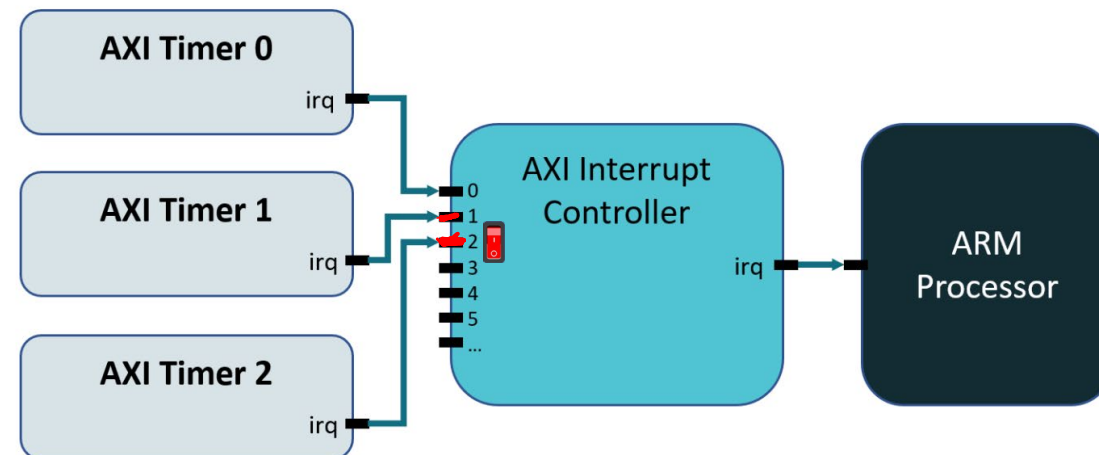 AXI Timer 0
irq
AXI Timer 1
irq
AXI Timer 2
irq
0
1
2
3
4
5
...
AXI Interrupt
Controller
irq
ARM
Processor